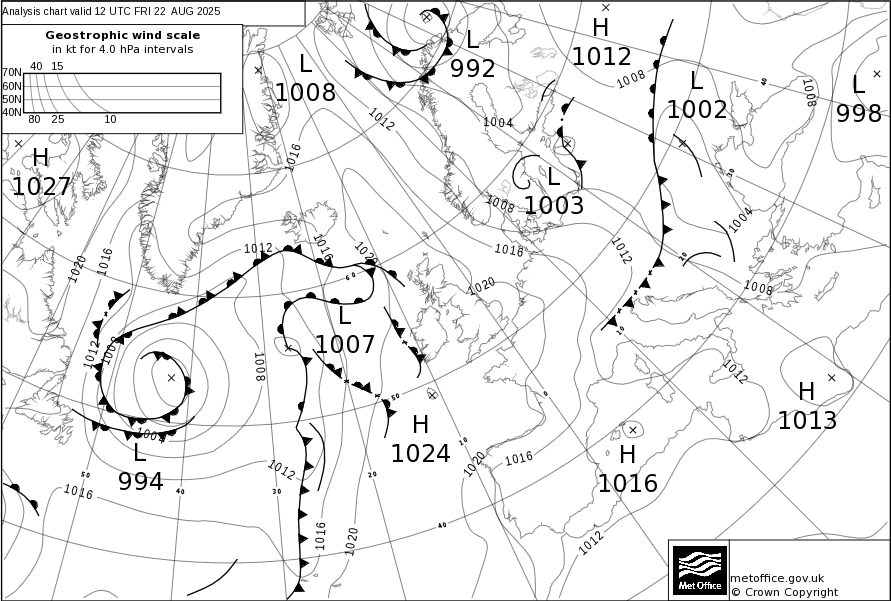 Analysis chart valid 12 UTC FRI 22 AUG 2025
Geostrophic wind scale
in kt for 4.0 hPa intervals
40 15
70N
60N
50N
40N
80 25 10
H
1027
L
1008
L
992
H
1012
L
1002
L
998
L
1003
1008
1008
1004
1012
1016
1008
1004
1016
1020
1012
1016
1012
1016
1020
1008
60
20
30
40
10
L
1007
1012
1008
1012
H
1013
H
1024
50
0
10
H
1016
1004
L
994
1016
1020
1012
50
40
30
20
40
1016
1020
1012
Met Office
metoffice.gov.uk
© Crown Copyright